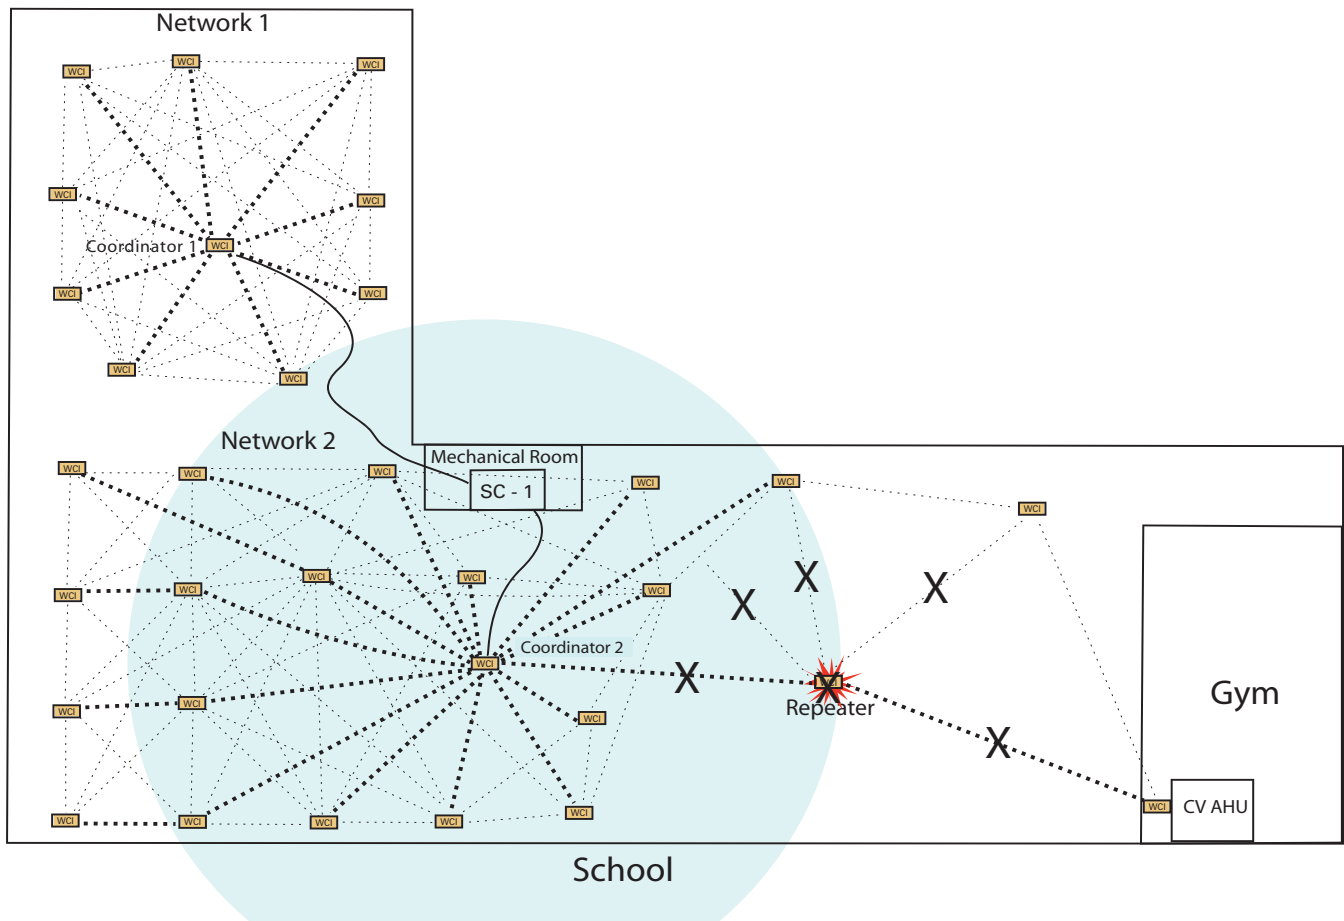 Network 1
WCI
WCI
WCI
WCI
WCI
Coordinator 1
WCI
WCI
WCI
WCI
WCI
Network 2
Mechanical Room
SC - 1
WCI
WCI
WCI
WCI
WCI
WCI
WCI
WCI
X
X
WCI
WCI
WCI
X
Coordinator 2
WCI
X
WCI
X
Repeater
Gym
WCI
WCI
WCI
X
WCI
CV AHU
WCI
WCI
WCI
WCI
WCI
School